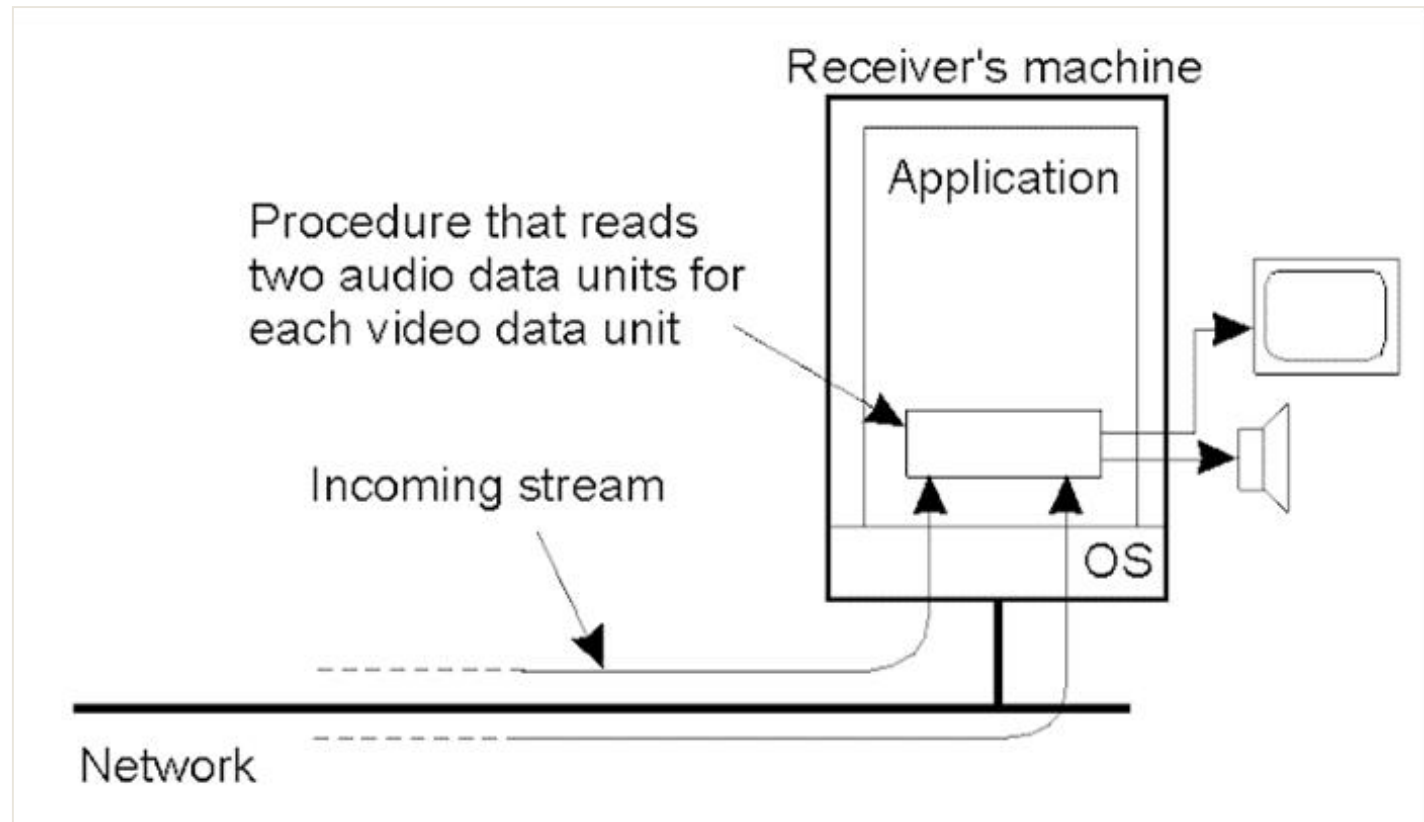 Receiver's machine
Application
Procedure that reads
two audio data units for
each video data unit
Incoming stream
OS
Network